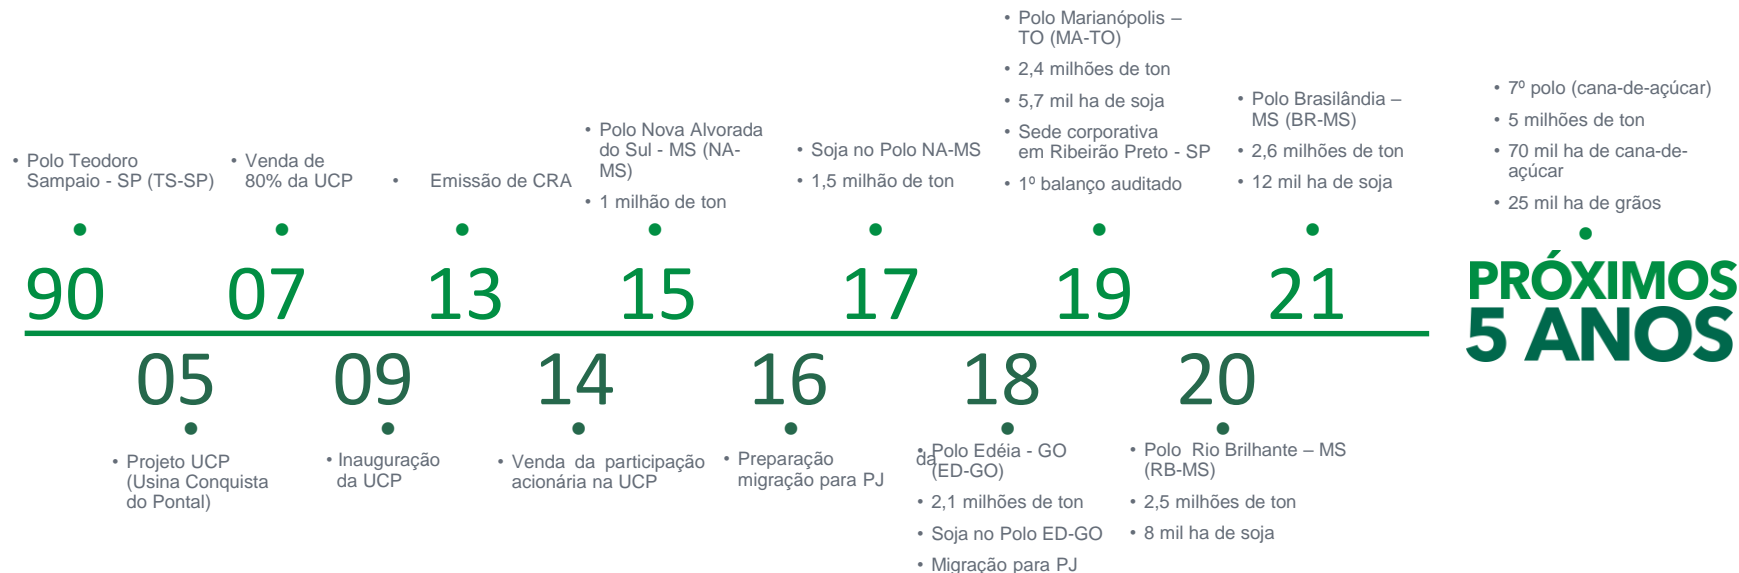 • Polo Teodoro
Sampaio - SP (TS-SP)
• Venda de
80% da UCP
• Emissão de CRA
• Polo Nova Alvorada
do Sul - MS (NA-
MS)
• 1 milhão de ton
• Soja no Polo NA-MS
• 1,5 milhão de ton
• Polo Marianópolis –
TO (MA-TO)
• 2,4 milhões de ton
• 5,7 mil ha de soja
• Sede corporativa
em Ribeirão Preto - SP
• 1º balanço auditado
• Polo Brasilândia –
MS (BR-MS)
• 2,6 milhões de ton
• 12 mil ha de soja
• 7º polo (cana-de-açúcar)
• 5 milhões de ton
• 70 mil ha de cana-de-
açúcar
• 25 mil ha de grãos
90 07 13 15 17 19 21
PRÓXIMOS
5 ANOS
05 09 14 16 18 20
• Projeto UCP
(Usina Conquista
do Pontal)
• Inauguração
da UCP
• Venda da participação
acionária na UCP
• Preparação da
migração para PJ
• Polo Edéia - GO
(ED-GO)
• 2,1 milhões de ton
• Soja no Polo ED-GO
• Migração para PJ
• Polo Rio Brilhante – MS
(RB-MS)
• 2,5 milhões de ton
• 8 mil ha de soja